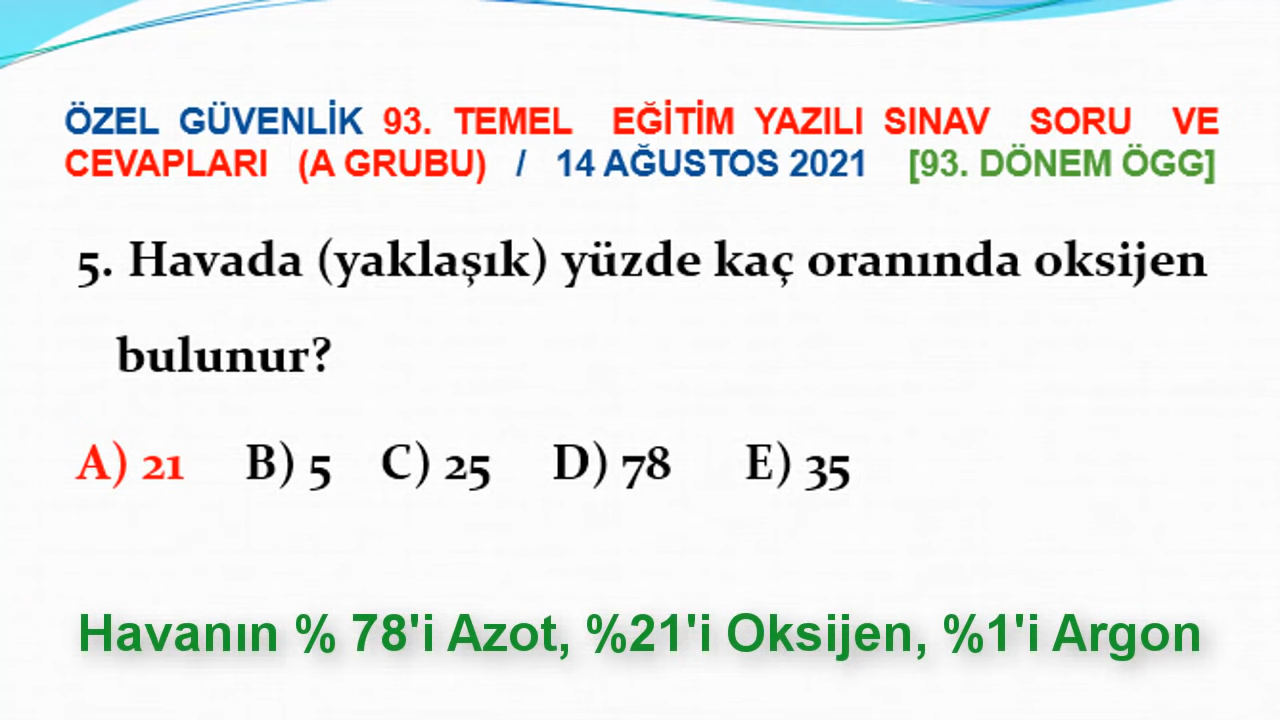 ÖZEL GÜVENLİK 93. TEMEL EĞİTİM YAZILI SINAV SORU VE
CEVAPLARI (A GRUBU) / 14 AĞUSTOS 2021 [93. DÖNEM ÖGG]
5. Havada (yaklaşık) yüzde kaç oranında oksijen
bulunur?
A) 21 B) 5 C) 25 D) 78 E) 35
Havanın % 78'i Azot, %21'i Oksijen, %1'i Argon